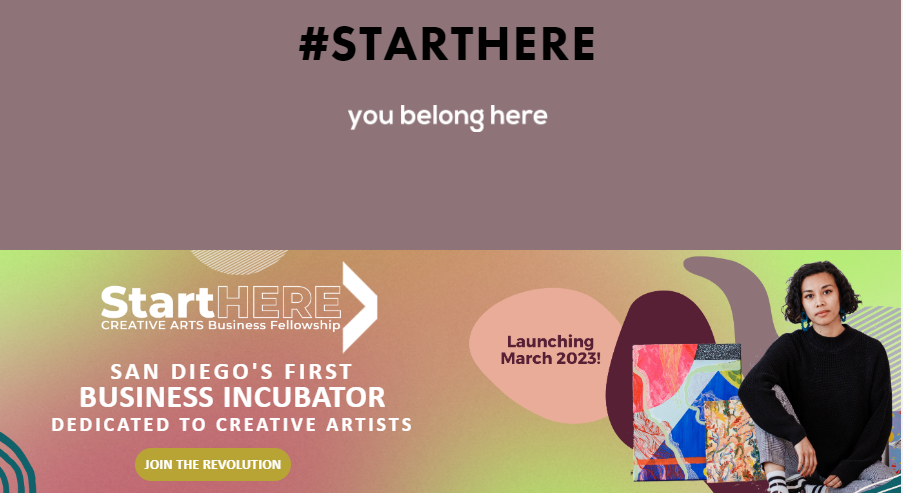 #STARTHERE
you belong here
StartHERE
CREATIVE ARTS Business Fellowship
SAN DIEGO'S FIRST
BUSINESS INCUBATOR
DEDICATED TO CREATIVE ARTISTS
JOIN THE REVOLUTION
Launching
March 2023!